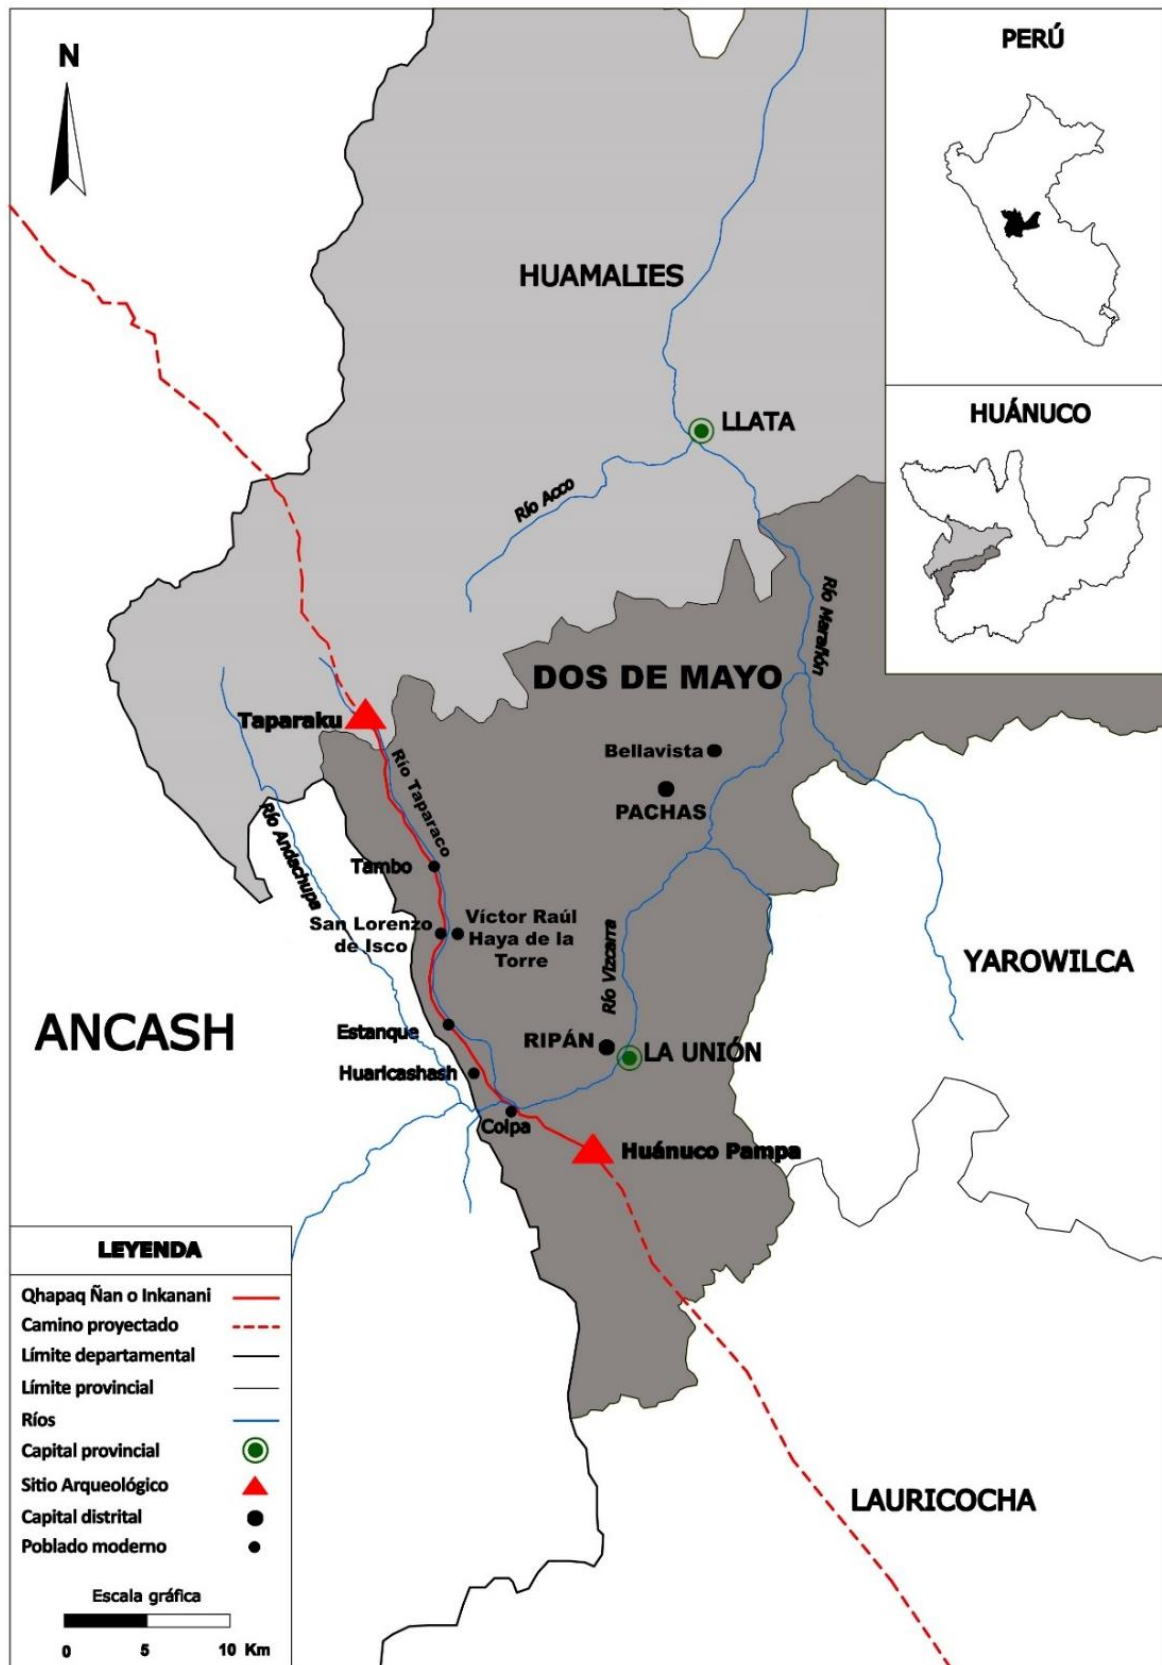 N
PERÚ
HUÁNUCO
HUAMALIES
LLATA
Río Acco
Río Marañón
DOS DE MAYO
Taparaku
Río Taparaco
Bellavista
PACHAS
Río Andachupa
Tambo
San Lorenzo
de Isco
Víctor Raúl
Haya de la
Torre
Río Vizcarra
YAROWILCA
ANCASH
Estanque
RIPÁN
LA UNIÓN
Huaricashash
Colpa
Huánuco Pampa
LAURICOCHA
LEYENDA
Qhapaq Ñan o Inkanani
Camino proyectado
Límite departamental
Límite provincial
Ríos
Capital provincial
Sitio Arqueológico
Capital distrital
Poblado moderno
Escala gráfica
0 5 10 Km